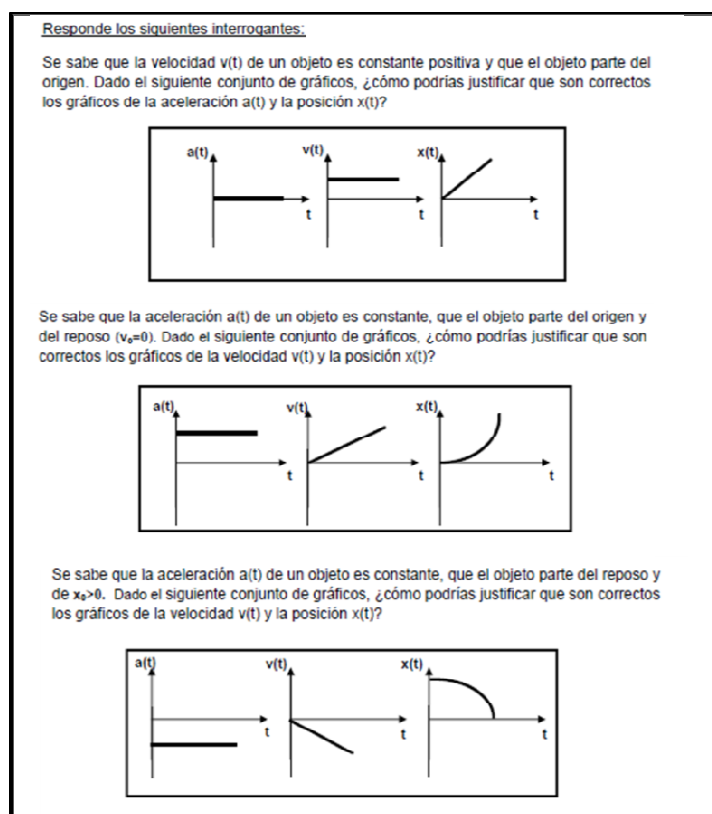 Responde los siguientes interrogantes:
Se sabe que la velocidad v(t) de un objeto es constante positiva y que el objeto parte del
origen. Dado el siguiente conjunto de gráficos, ¿cómo podrías justificar que son correctos
los gráficos de la aceleración a(t) y la posición x(t)?
a(t) v(t) x(t)
t t t
Se sabe que la aceleración a(t) de un objeto es constante, que el objeto parte del origen y
del reposo (v₀=0). Dado el siguiente conjunto de gráficos, ¿cómo podrías justificar que son
correctos los gráficos de la velocidad v(t) y la posición x(t)?
a(t) v(t) x(t)
t t t
Se sabe que la aceleración a(t) de un objeto es constante, que el objeto parte del reposo y
de x₀>0. Dado el siguiente conjunto de gráficos, ¿cómo podrías justificar que son correctos
los gráficos de la velocidad v(t) y la posición x(t)?
a(t) v(t) x(t)
t t t